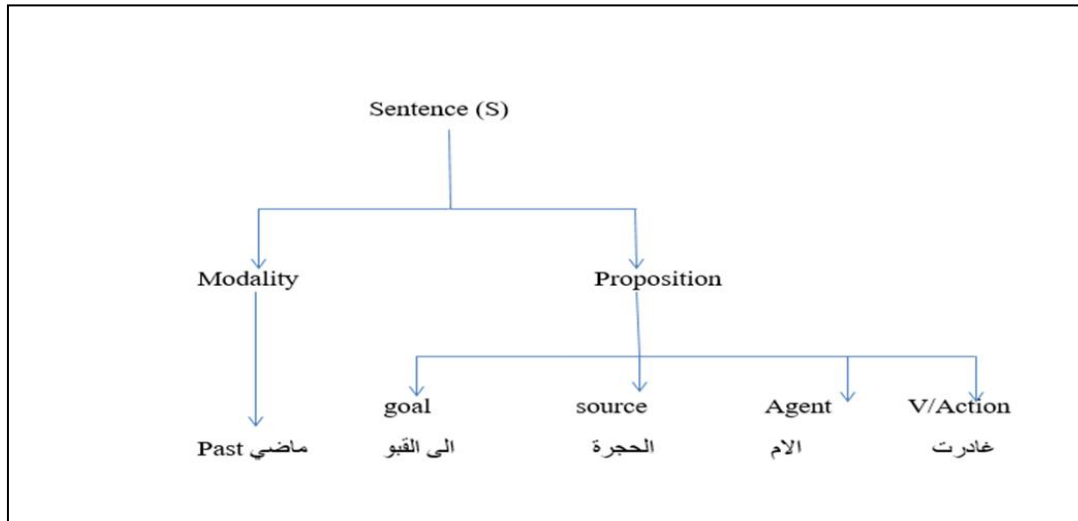 Sentence (S)
Modality Proposition
goal source Agent V/Action
Past ماضي الى القبو الحجرة الام غادرت